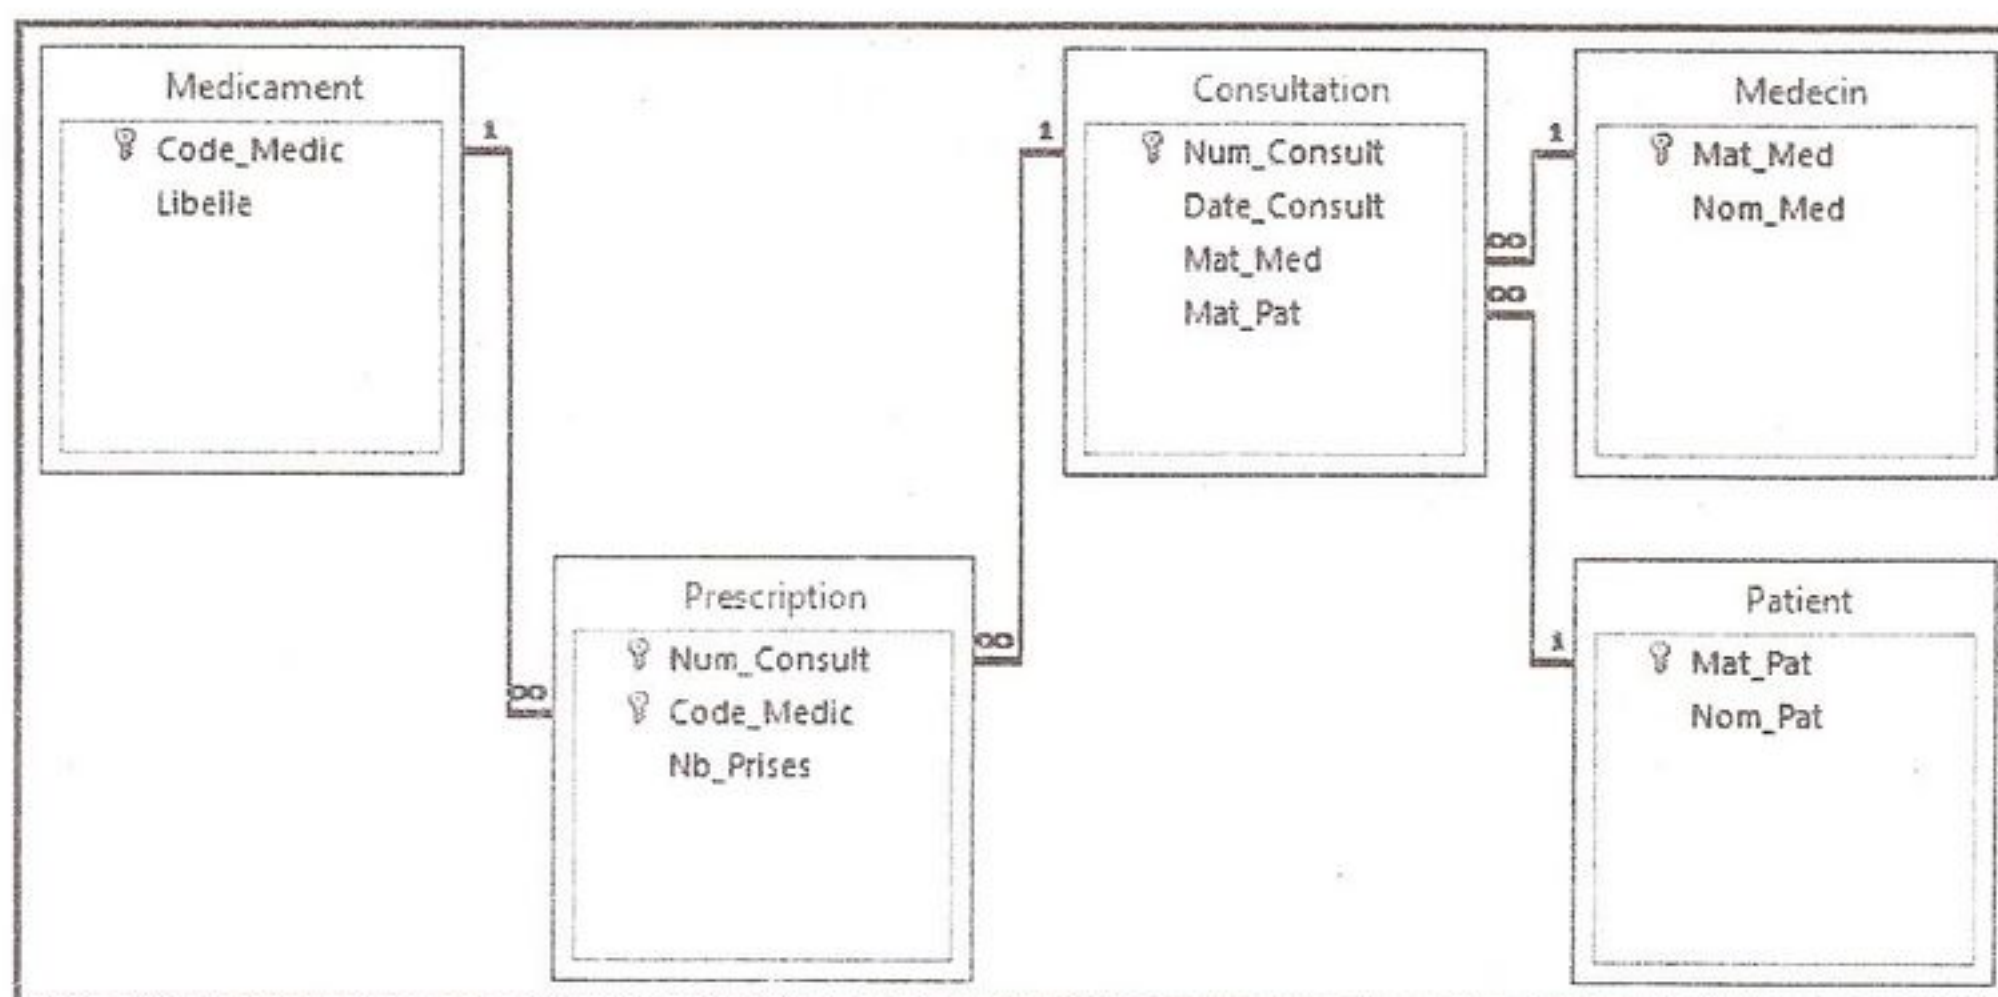 Medicament
Code_Medic
Libelle
1
∞
Prescription
Num_Consult
Code_Medic
Nb_Prises
∞
1
Consultation
Num_Consult
Date_Consult
Mat_Med
Mat_Pat
∞
∞
1
Medecin
Mat_Med
Nom_Med
1
Patient
Mat_Pat
Nom_Pat